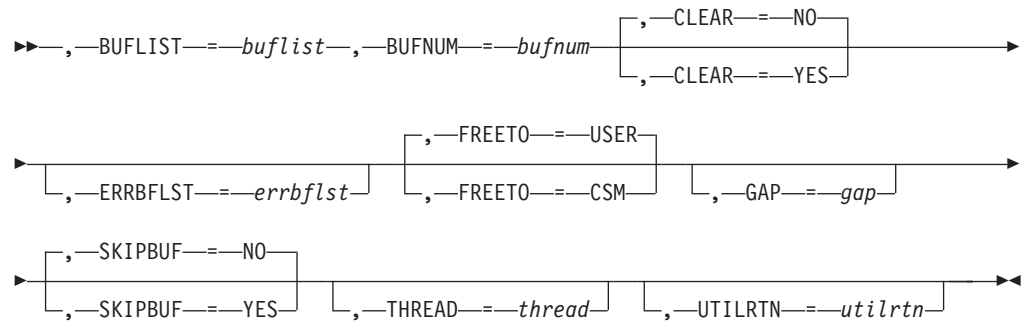 , CLEAR = NO
, BUFLIST = buflist , BUFNUM = bufnum
, CLEAR = YES
, FREETO = USER
, ERRBFLST = errbflst
, FREETO = CSM
, GAP = gap
, SKIPBUF = NO
, SKIPBUF = YES
, THREAD = thread
, UTILRTN = utilrtn